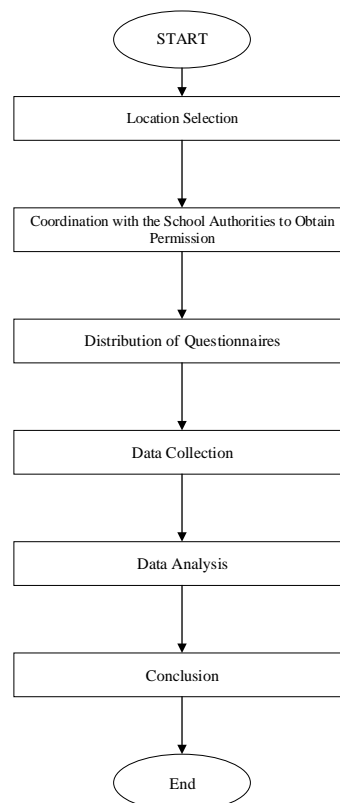 START
Location Selection
Coordination with the School Authorities to Obtain
Permission
Distribution of Questionnaires
Data Collection
Data Analysis
Conclusion
End